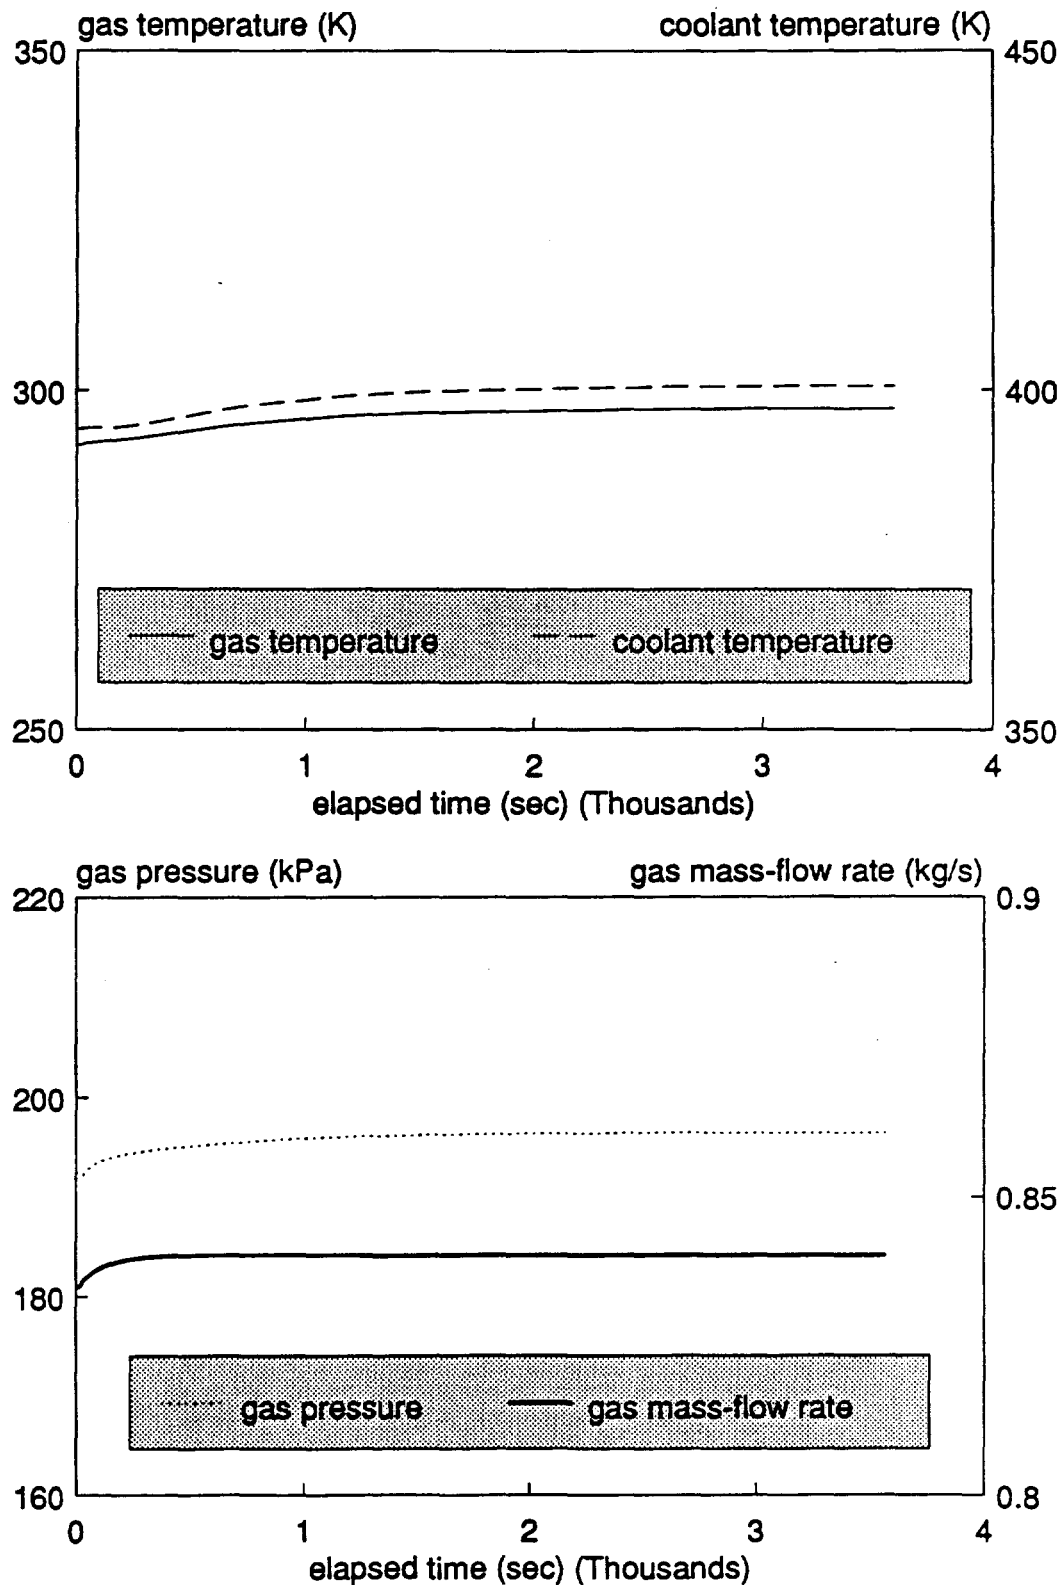 gas temperature (K) coolant temperature (K)
350 450
300 400
gas temperature coolant temperature
250 350
0 1 2 3 4
elapsed time (sec) (Thousands)
gas pressure (kPa) gas mass-flow rate (kg/s)
220 0.9
200
0.85
180
gas pressure gas mass-flow rate
160 0.8
0 1 2 3 4
elapsed time (sec) (Thousands)